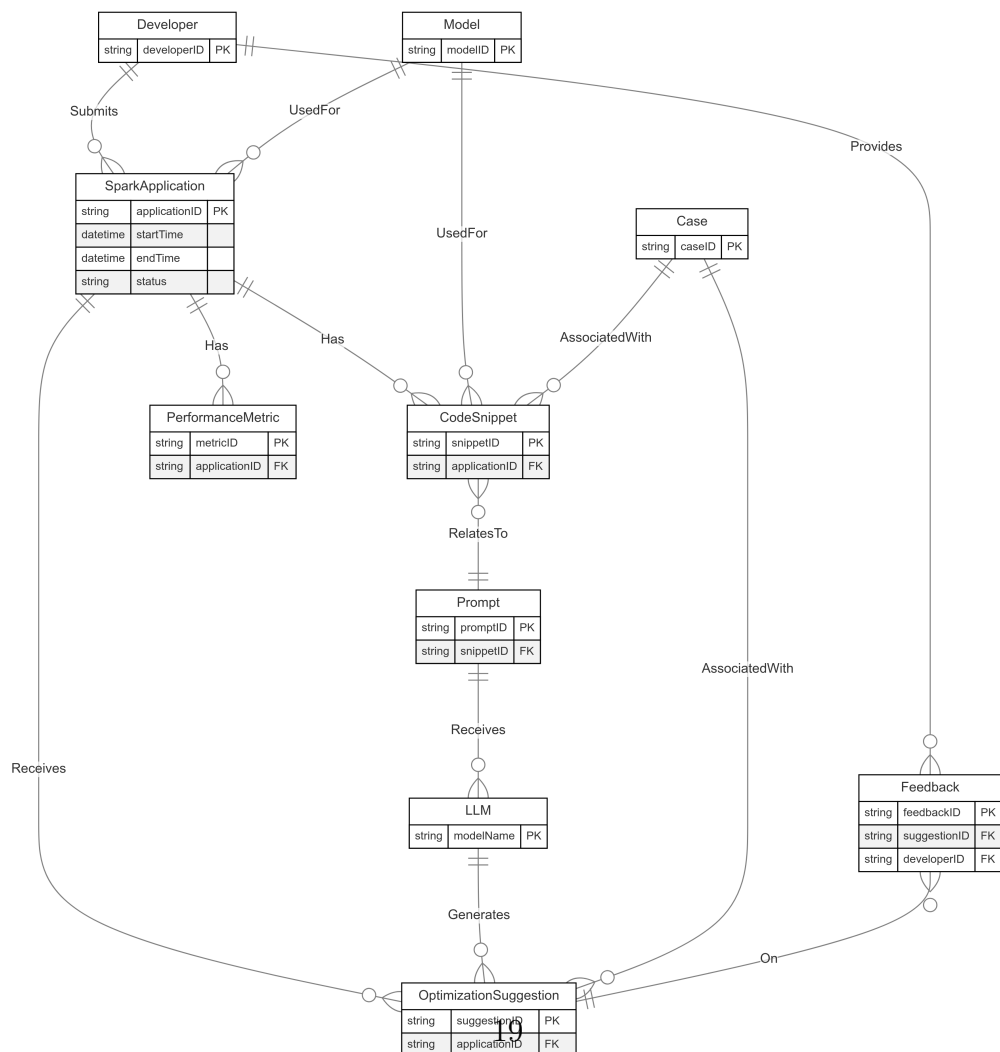 Developer
string developerID PK
Model
string modelID PK
Submits
UsedFor
Provides
SparkApplication
string applicationID PK
datetime startTime
datetime endTime
string status
Case
string caseID PK
UsedFor
Has
Has
AssociatedWith
PerformanceMetric
string metricID PK
string applicationID FK
CodeSnippet
string snippetID PK
string applicationID FK
RelatesTo
Prompt
string promptID PK
string snippetID FK
AssociatedWith
Receives
Receives
LLM
string modelName PK
Feedback
string feedbackID PK
string suggestionID FK
string developerID FK
Generates
On
OptimizationSuggestion
string suggestionID PK
string applicationID FK
19